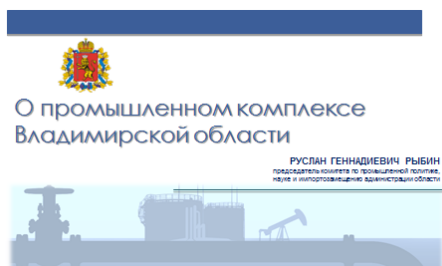 О промышленном комплексе
Владимирской области
РУСЛАН ГЕННАДИЕВИЧ РЫБИН
председатель комитета по промышленной политике,
науке и импортозамещению администрации области